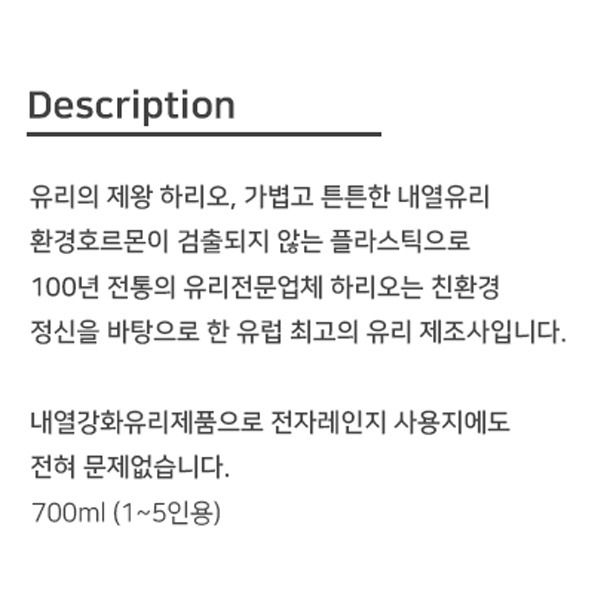 Description
유리의 제왕 하리오, 가볍고 튼튼한 내열유리
환경호르몬이 검출되지 않는 플라스틱으로
100년 전통의 유리전문업체 하리오는 친환경
정신을 바탕으로 한 유럽 최고의 유리 제조사입니다.
내열강화유리제품으로 전자레인지 사용지에도
전혀 문제없습니다.
700ml (1~5인용)